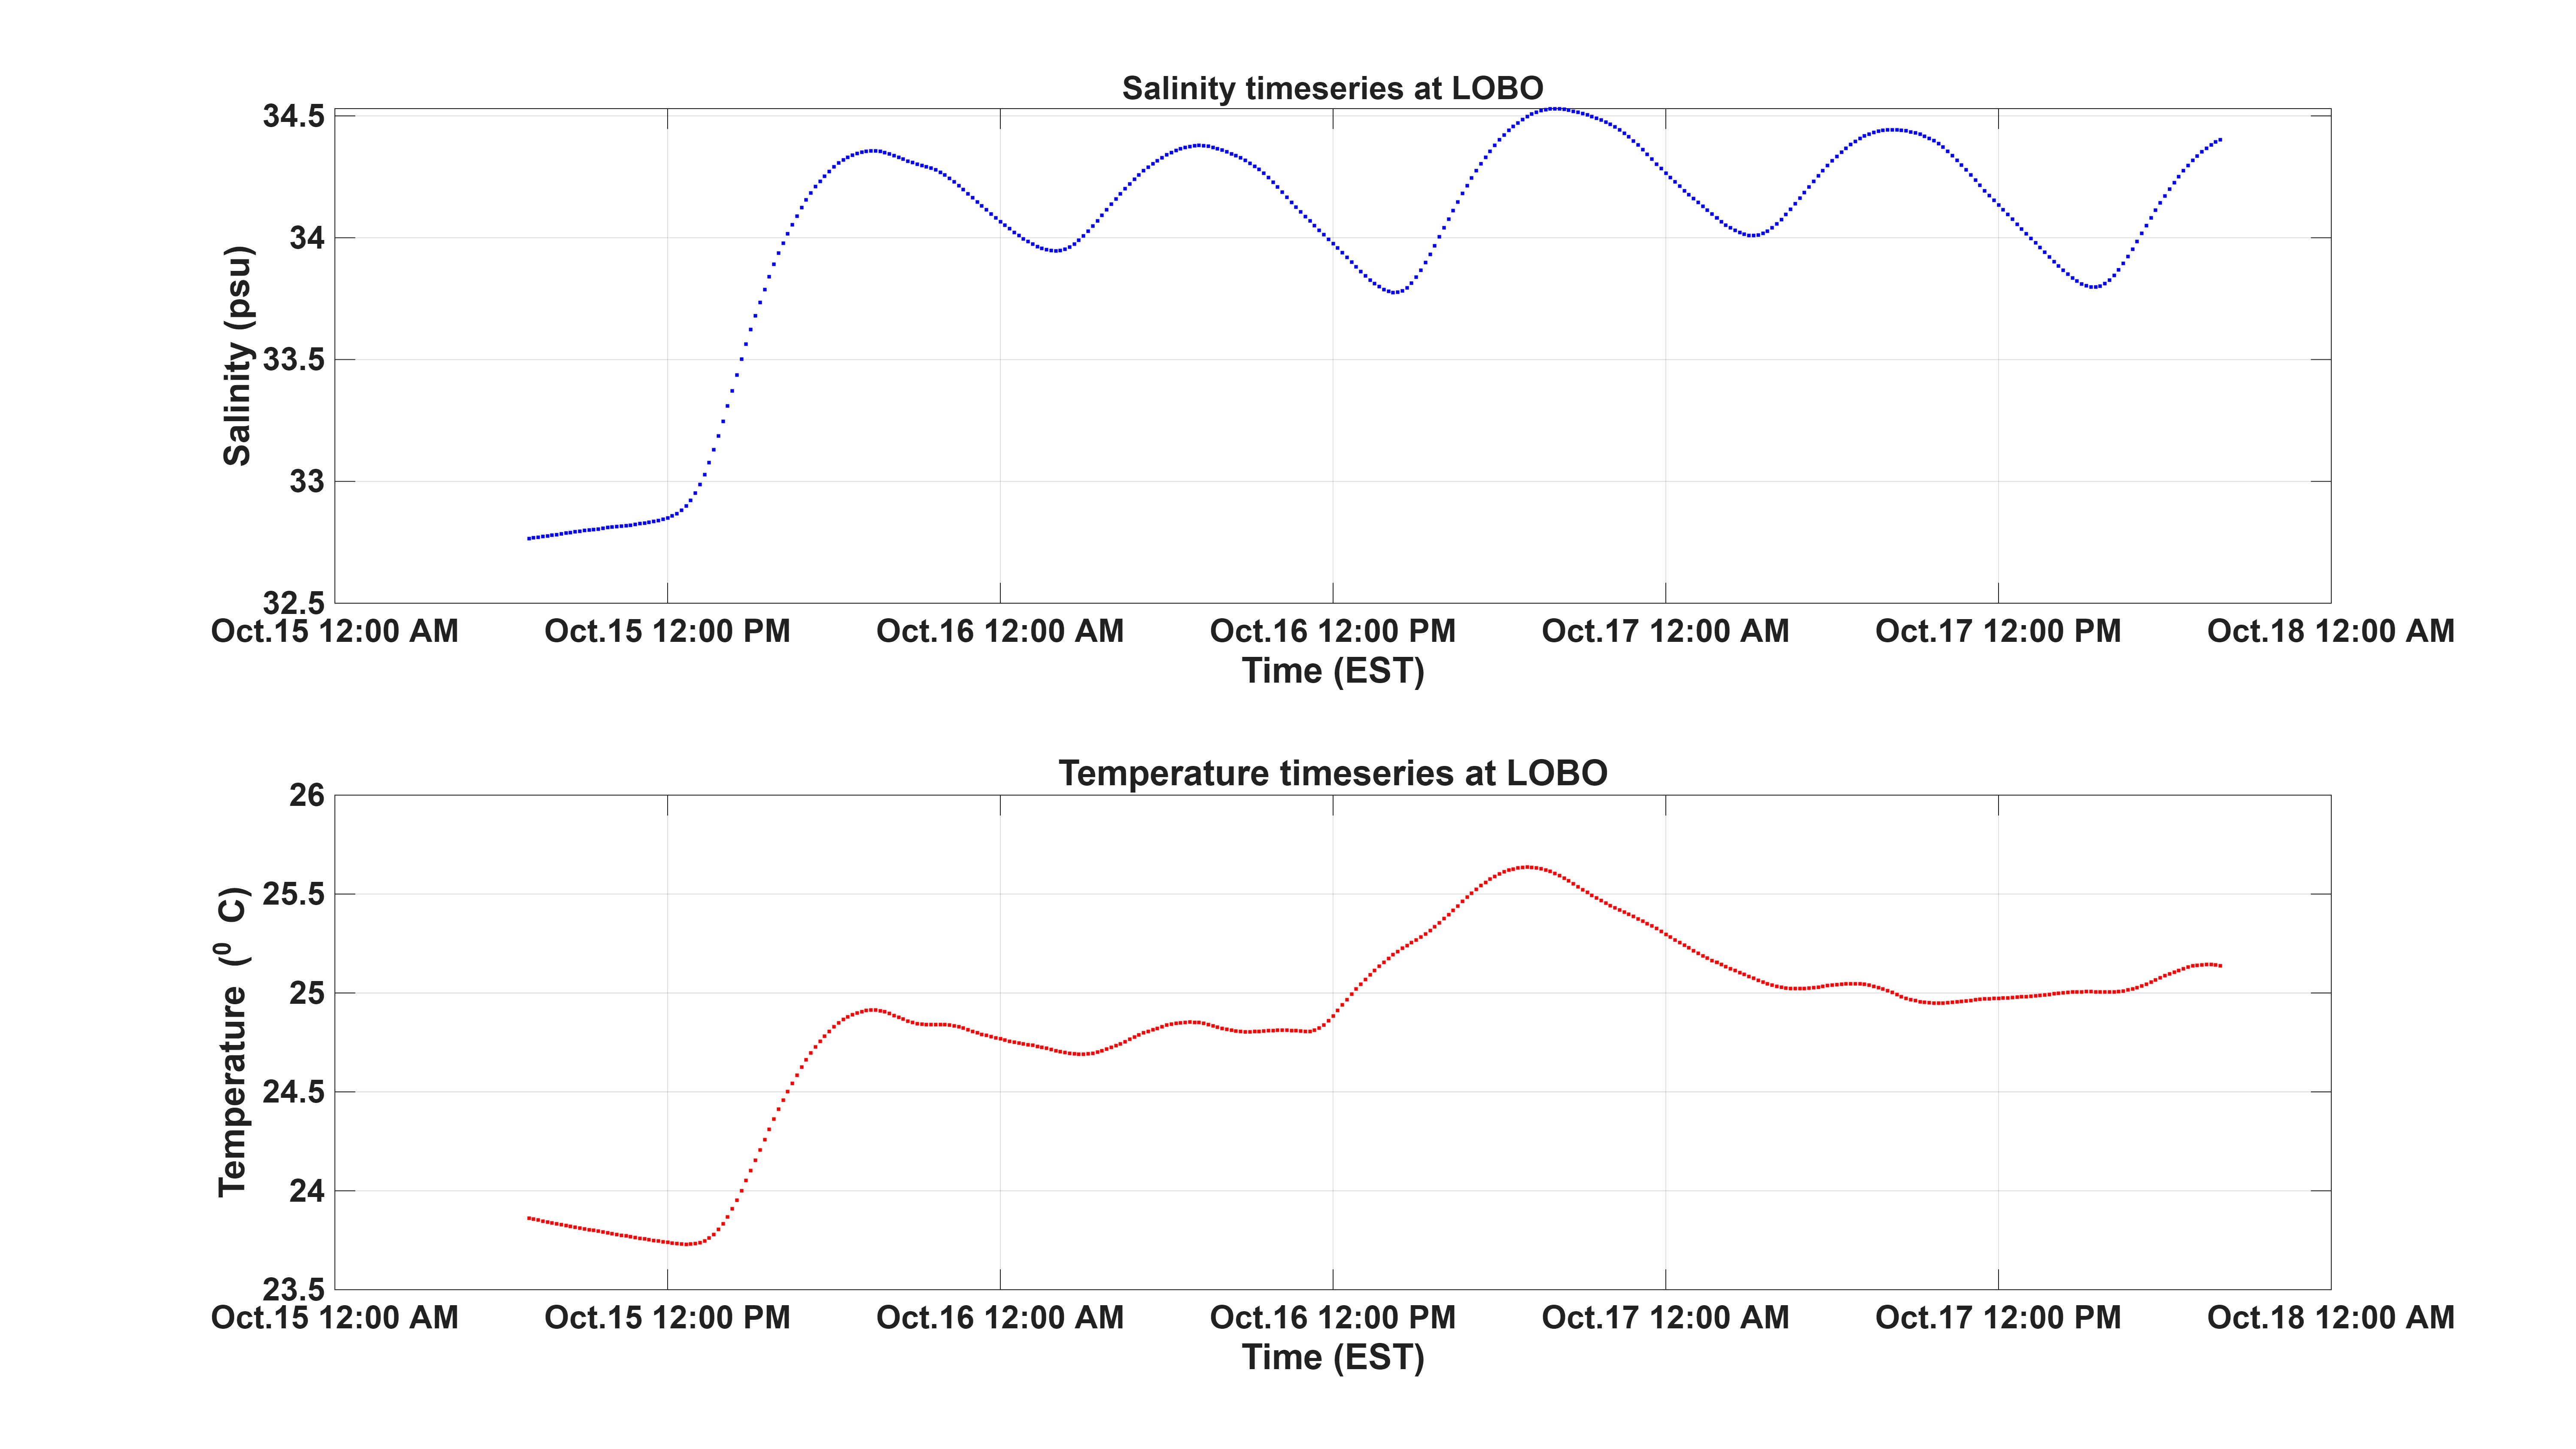 Salinity timeseries at LOBO
34.5
34
33.5
33
32.5
Salinity (psu)
Oct.15 12:00 AM Oct.15 12:00 PM Oct.16 12:00 AM Oct.16 12:00 PM Oct.17 12:00 AM Oct.17 12:00 PM Oct.18 12:00 AM
Time (EST)
Temperature timeseries at LOBO
26
25.5
25
24.5
24
23.5
Temperature (⁰ C)
Oct.15 12:00 AM Oct.15 12:00 PM Oct.16 12:00 AM Oct.16 12:00 PM Oct.17 12:00 AM Oct.17 12:00 PM Oct.18 12:00 AM
Time (EST)